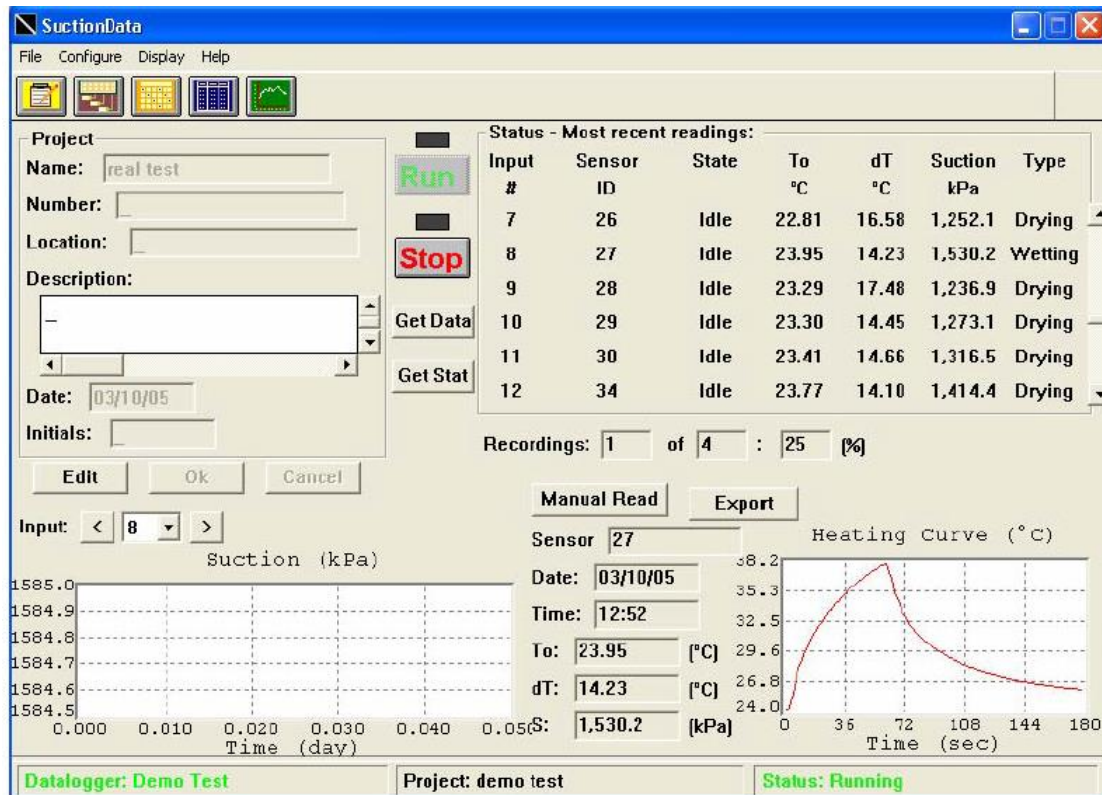 SuctionData
File Configure Display Help
Project
Name: real test
Number: _
Location: _
Description:
_
Date: 03/10/05
Initials: _
Edit Ok Cancel
Run
Stop
Get Data
Get Stat
Status - Most recent readings:
Input Sensor State To dT Suction Type
# ID °C °C kPa
7 26 Idle 22.81 16.58 1,252.1 Drying
8 27 Idle 23.95 14.23 1,530.2 Wetting
9 28 Idle 23.29 17.48 1,236.9 Drying
10 29 Idle 23.30 14.45 1,273.1 Drying
11 30 Idle 23.41 14.66 1,316.5 Drying
12 34 Idle 23.77 14.10 1,414.4 Drying
Recordings: 1 of 4 : 25 (%)
Input: < 8 >
Suction (kPa)
1585.0
1584.9
1584.8
1584.7
1584.6
1584.5
0.000 0.010 0.020 0.030 0.040 0.05
Time (day)
Manual Read Export
Sensor 27
Date: 03/10/05
Time: 12:52
To: 23.95 (°C)
dT: 14.23 (°C)
S: 1,530.2 (kPa)
Heating Curve (°C)
38.2
35.3
32.5
29.6
26.8
24.0
0 36 72 108 144 180
Time (sec)
Datalogger: Demo Test Project: demo test Status: Running